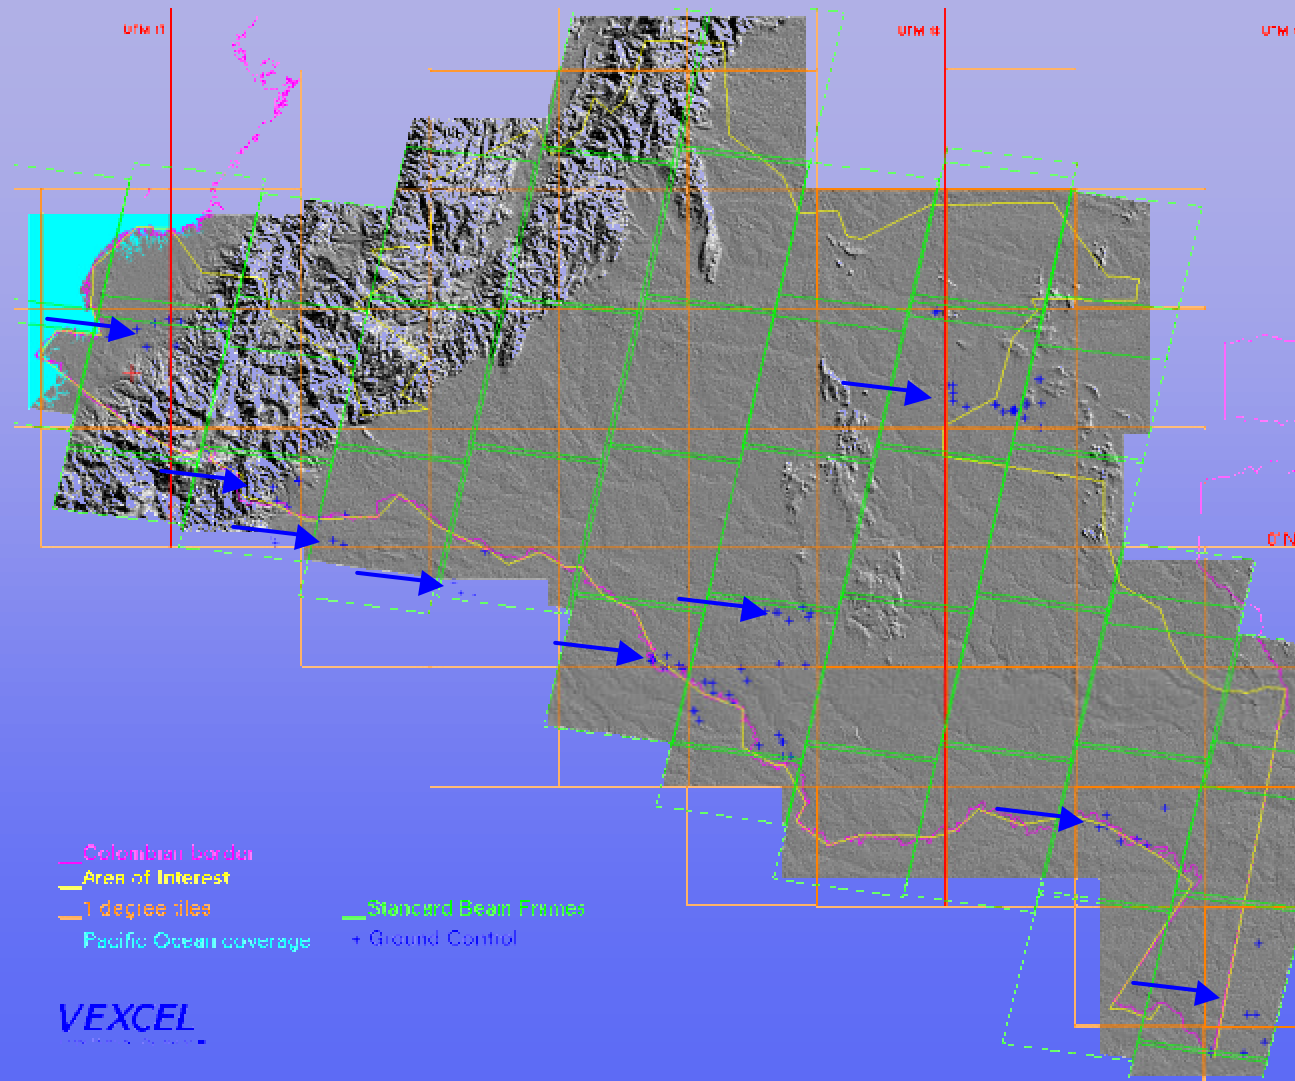 UTM 17
UTM 18
0°N
Colombian border
Area of Interest
1 degree tiles
Standard Beam Frames
Pacific Ocean coverage
+ Ground Control
VEXCEL